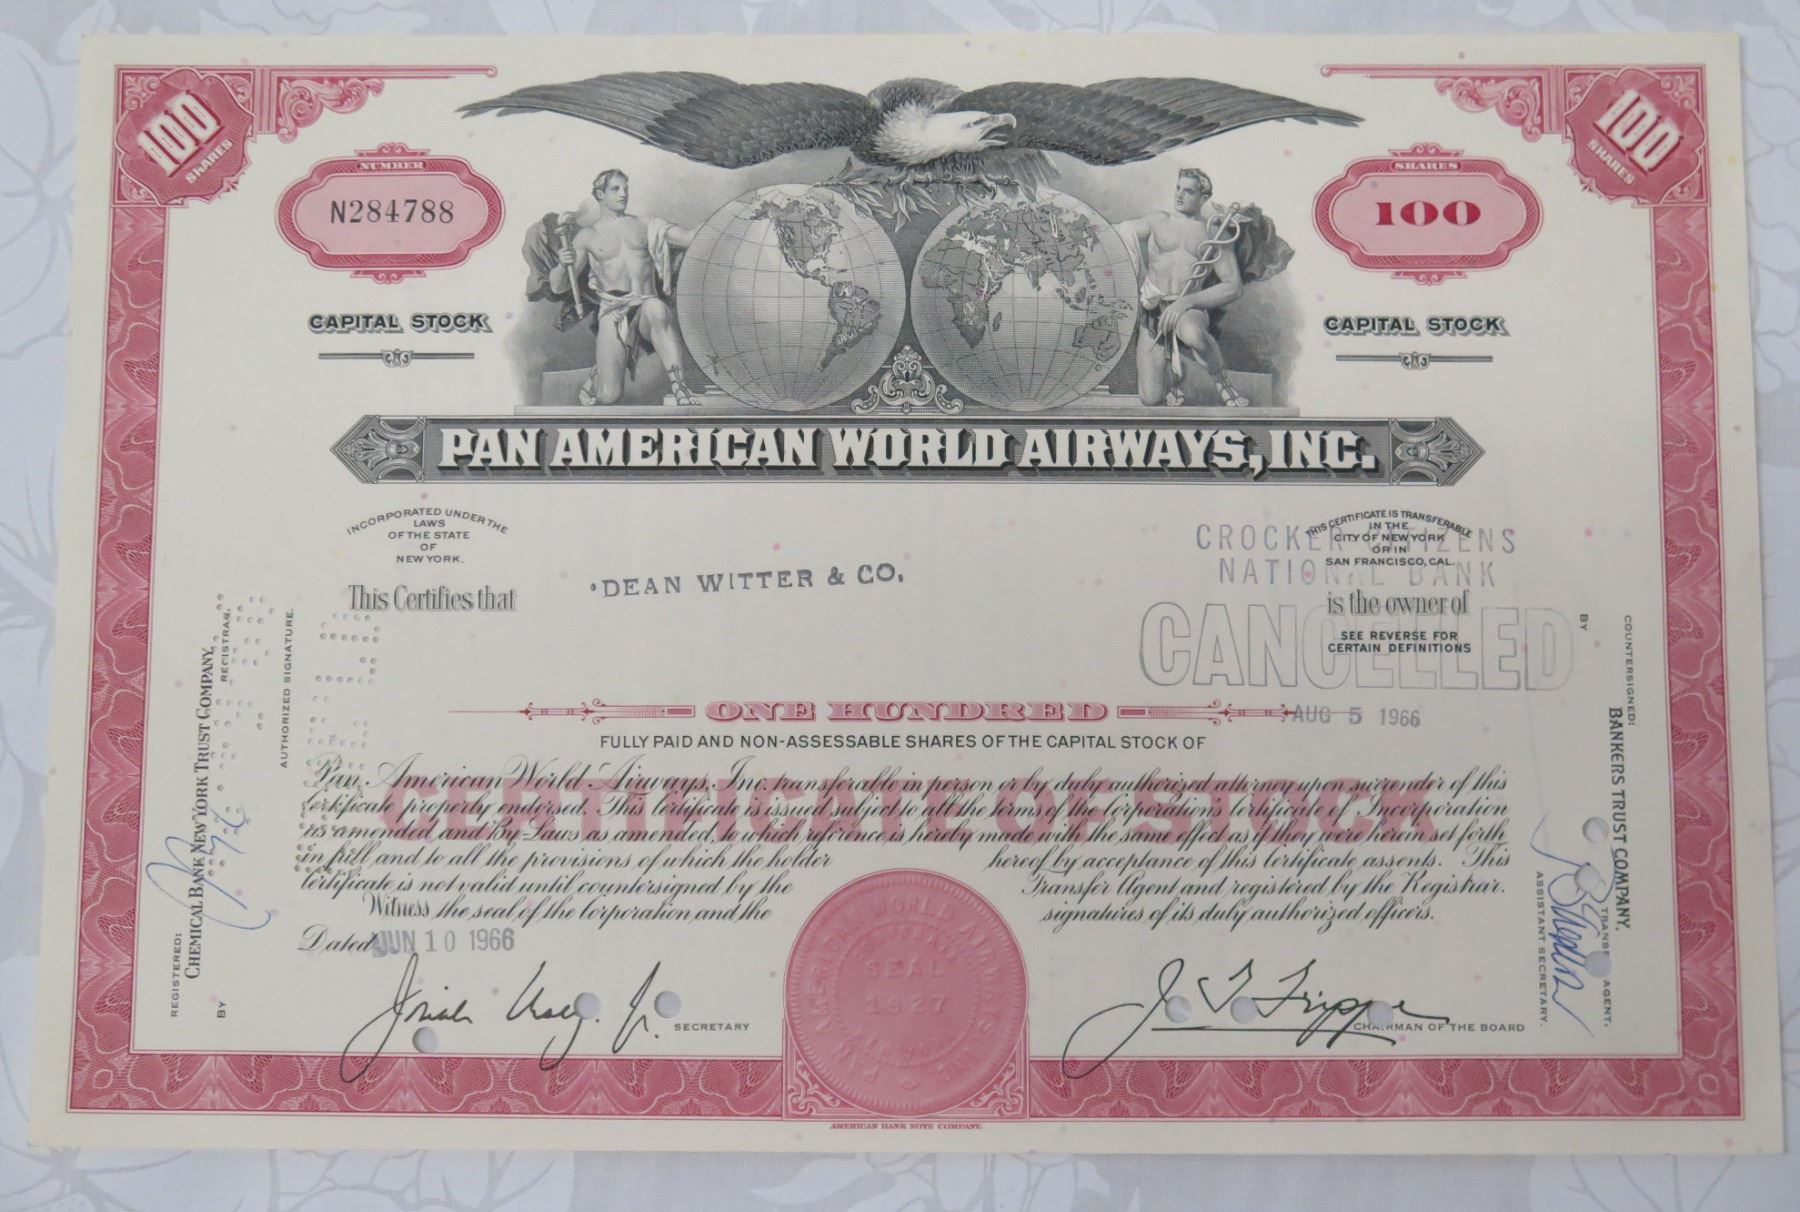 100
SHARES
100
SHARES
NUMBER
N284788
SHARES
100
CAPITAL STOCK
CAPITAL STOCK
PAN AMERICAN WORLD AIRWAYS, INC.
INCORPORATED UNDER THE
LAWS
OF THE STATE
OF
NEW YORK.
THIS CERTIFICATE IS TRANSFERABLE
IN THE
CITY OF NEW YORK
OR IN
SAN FRANCISCO, CAL.
CROCKER CITIZENS
NATIONAL BANK
CANCELLED
AUG 5 1966
This Certifies that
DEAN WITTER & CO.
is the owner of
SEE REVERSE FOR
CERTAIN DEFINITIONS
ONE HUNDRED
FULLY PAID AND NON-ASSESSABLE SHARES OF THE CAPITAL STOCK OF
Pan American World Airways, Inc. transferable in person or by duly authorized attorney upon surrender of this
Certificate properly endorsed. This Certificate is issued subject to all the terms of the Corporation's Certificate of Incorporation
as amended, and By-Laws as amended, to which reference is hereby made with the same effect as if they were herein set forth
in full, and to all the provisions of which the holder hereof by acceptance of this Certificate assents. This
Certificate is not valid until countersigned by the Transfer Agent and registered by the Registrar.
Witness the seal of the Corporation and the signatures of its duly authorized officers.
Dated JUN 10 1966
SECRETARY
J T Trippe
CHAIRMAN OF THE BOARD
PAN AMERICAN WORLD AIRWAYS, INC.
SEAL
1927
NEW YORK
AMERICAN BANK NOTE COMPANY.
REGISTERED:
CHEMICAL BANK NEW YORK TRUST COMPANY,
REGISTRAR.
BY
AUTHORIZED SIGNATURE.
COUNTERSIGNED:
BANKERS TRUST COMPANY,
TRANSFER AGENT.
BY
ASSISTANT SECRETARY.